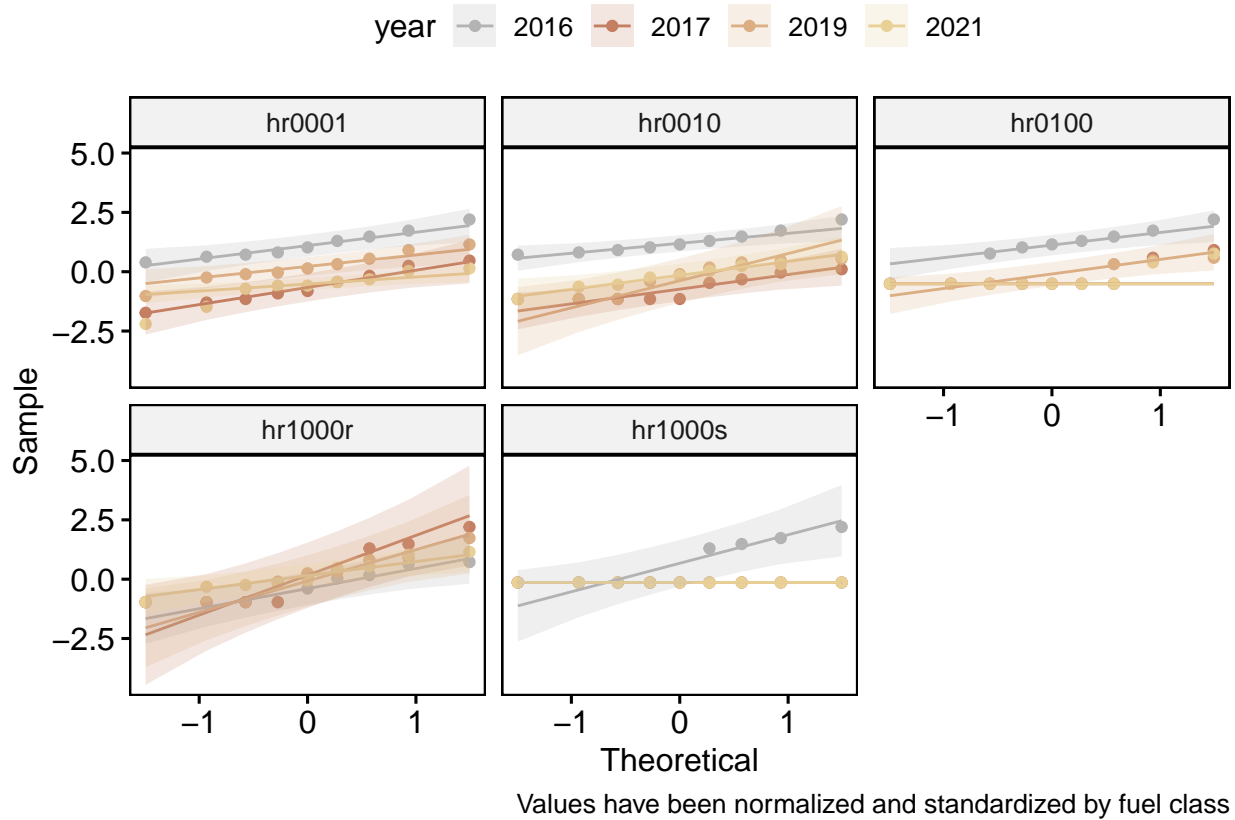 year 2016 2017 2019 2021
hr0001 hr0010 hr0100
5.0
2.5
0.0
−2.5
−1 0 1
hr1000r hr1000s
5.0
2.5
0.0
−2.5
−1 0 1 −1 0 1
Sample
Theoretical
Values have been normalized and standardized by fuel class